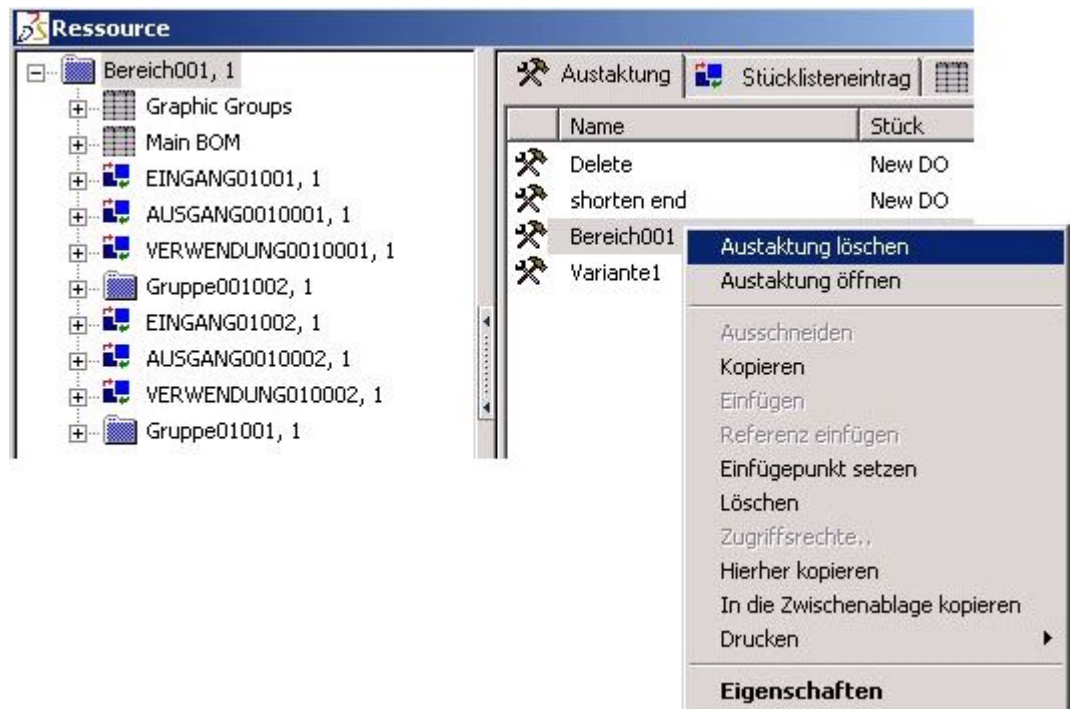 Ressource
Bereich001, 1
Graphic Groups
Main BOM
EINGANG01001, 1
AUSGANG0010001, 1
VERWENDUNG0010001, 1
Gruppe001002, 1
EINGANG01002, 1
AUSGANG0010002, 1
VERWENDUNG010002, 1
Gruppe01001, 1
Austaktung Stücklisteneintrag
Name Stück
Delete New DO
shorten end New DO
Bereich001
Variante1
Austaktung löschen
Austaktung öffnen
Ausschneiden
Kopieren
Einfügen
Referenz einfügen
Einfügepunkt setzen
Löschen
Zugriffsrechte..
Hierher kopieren
In die Zwischenablage kopieren
Drucken
Eigenschaften